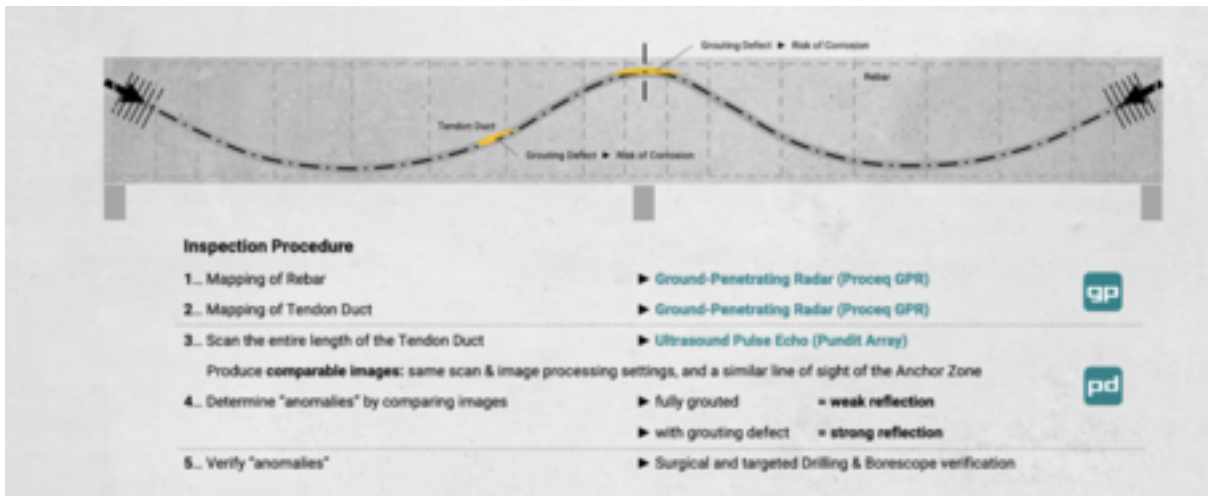 Grouting Defect ► Risk of Corrosion
Rebar
Tendon Duct
Grouting Defect ► Risk of Corrosion
Inspection Procedure
1... Mapping of Rebar ► Ground-Penetrating Radar (Proceq GPR)
gp
2... Mapping of Tendon Duct ► Ground-Penetrating Radar (Proceq GPR)
3... Scan the entire length of the Tendon Duct ► Ultrasound Pulse Echo (Pundit Array)
Produce comparable images: same scan & image processing settings, and a similar line of sight of the Anchor Zone
pd
4... Determine "anomalies" by comparing images ► fully grouted = weak reflection
► with grouting defect = strong reflection
5... Verify "anomalies" ► Surgical and targeted Drilling & Borescope verification